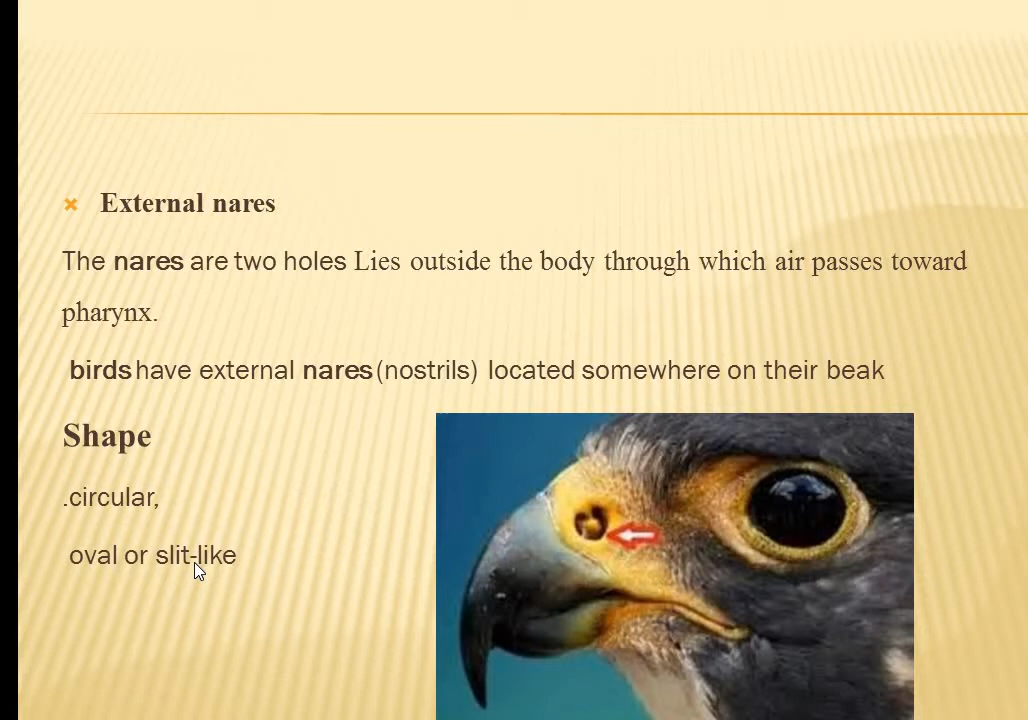 External nares
The nares are two holes Lies outside the body through which air passes toward
pharynx.
birds have external nares (nostrils) located somewhere on their beak
Shape
.circular,
oval or slit-like